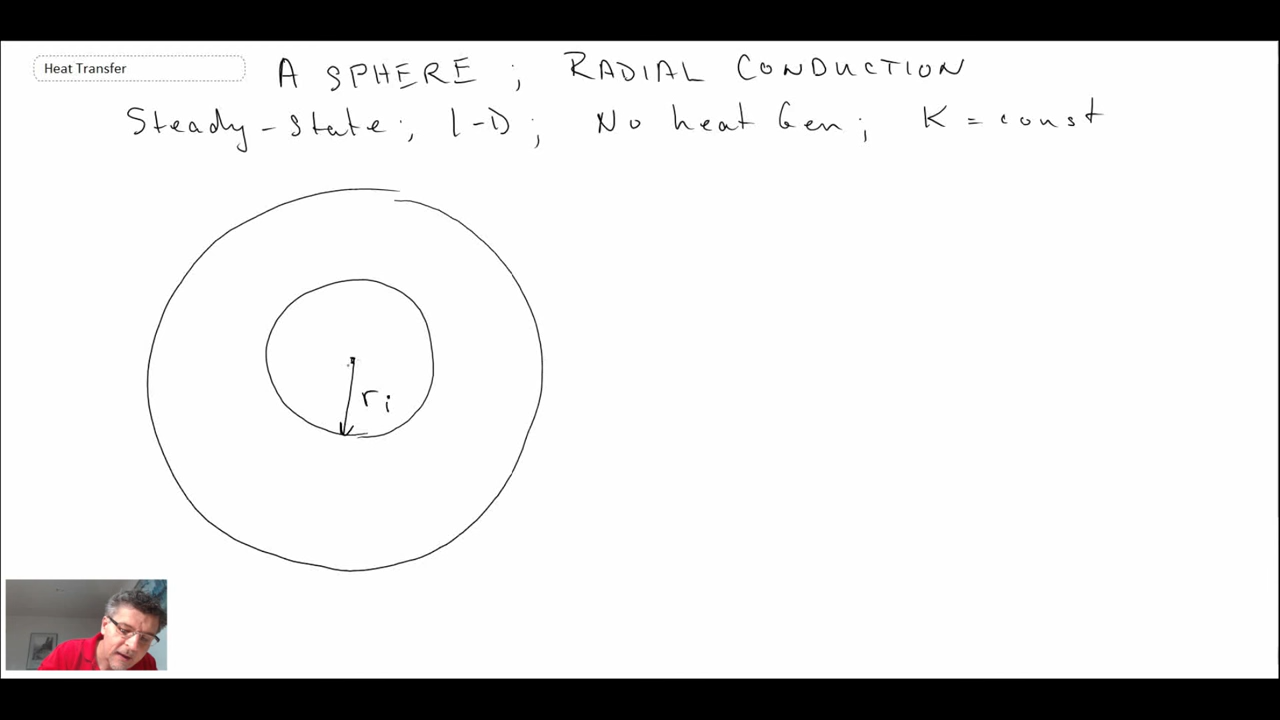 Heat Transfer
A SPHERE ; RADIAL CONDUCTION
Steady-state; 1-D; No heat Gen; K = const
ri